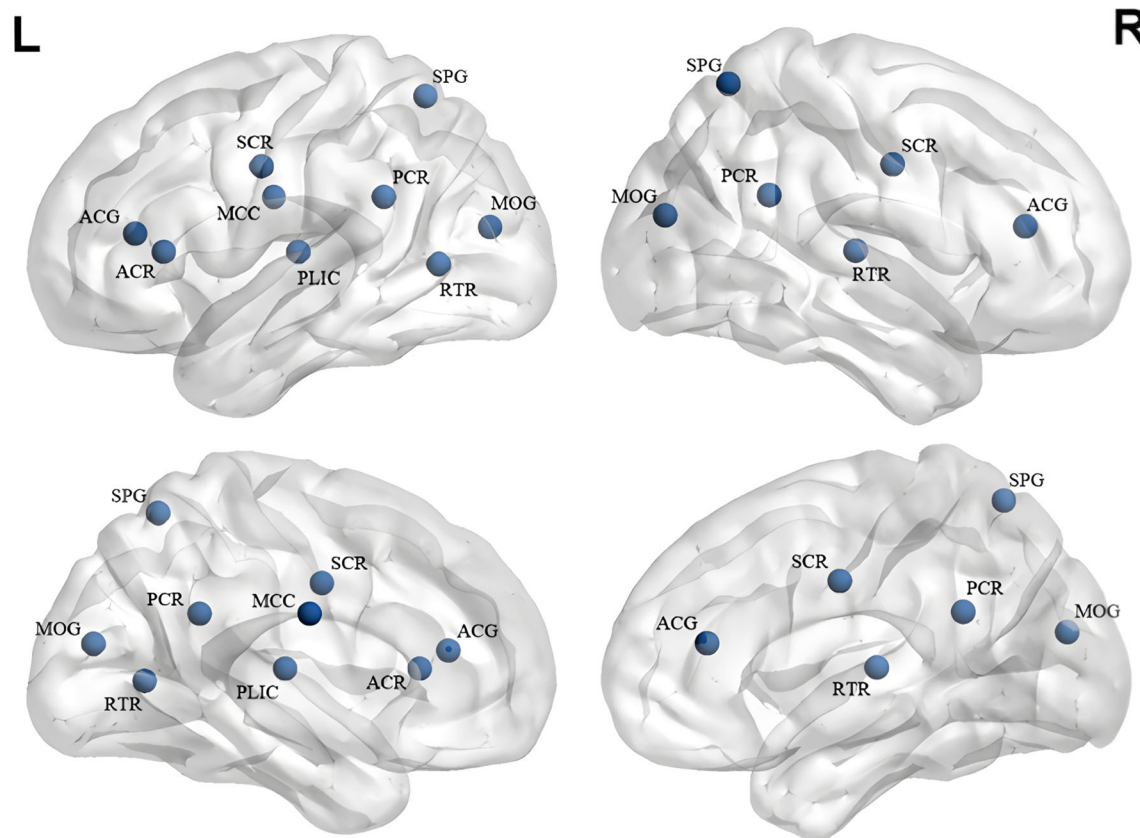 L
R
SPG
SCR
PCR
MCC
MOG
ACG
ACR
PLIC
RTR
SPG
SCR
PCR
MOG
ACG
RTR
SPG
SCR
PCR
MCC
MOG
ACG
PLIC
ACR
RTR
SPG
SCR
PCR
MOG
ACG
RTR